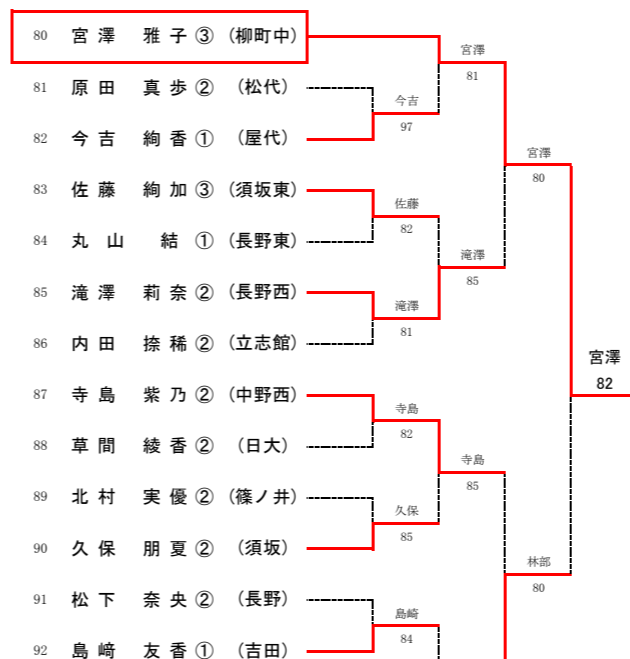 80 宮澤 雅子③ (柳町中)
宮澤
81
81 原田 真歩② (松代)
今吉
97
82 今吉 絢香① (屋代)
宮澤
80
83 佐藤 絢加③ (須坂東)
佐藤
82
84 丸山 結① (長野東)
滝澤
85
85 滝澤 莉奈② (長野西)
滝澤
81
86 内田 捺稀② (立志館)
宮澤
82
87 寺島 紫乃② (中野西)
寺島
82
88 草間 綾香② (日大)
寺島
85
89 北村 実優② (篠ノ井)
久保
85
90 久保 朋夏② (須坂)
林部
80
91 松下 奈央② (長野)
島崎
84
92 島﨑 友香① (吉田)